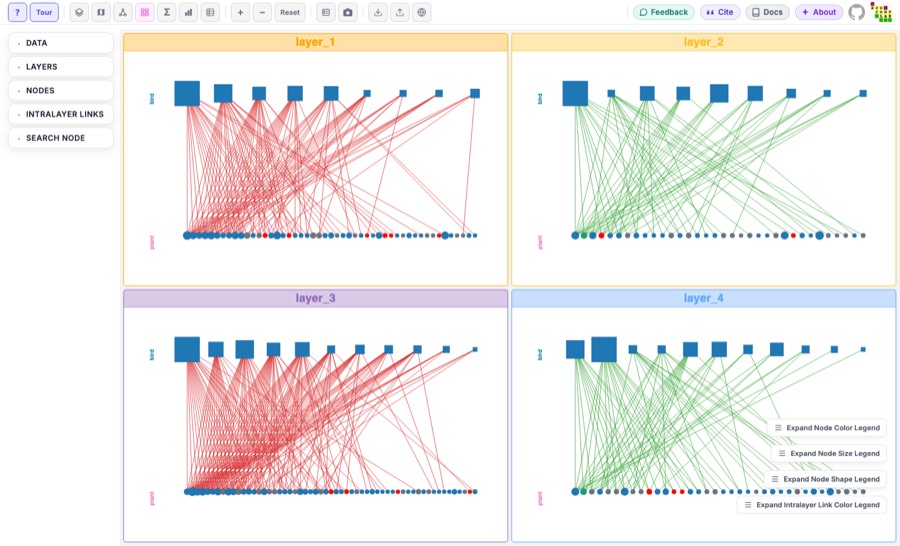 ? Tour Reset Feedback Cite Docs About
DATA
LAYERS
NODES
INTRALAYER LINKS
SEARCH NODE
layer_1
bird
plant
layer_2
bird
plant
layer_3
bird
plant
layer_4
bird
plant
Expand Node Color Legend
Expand Node Size Legend
Expand Node Shape Legend
Expand Intralayer Link Color Legend